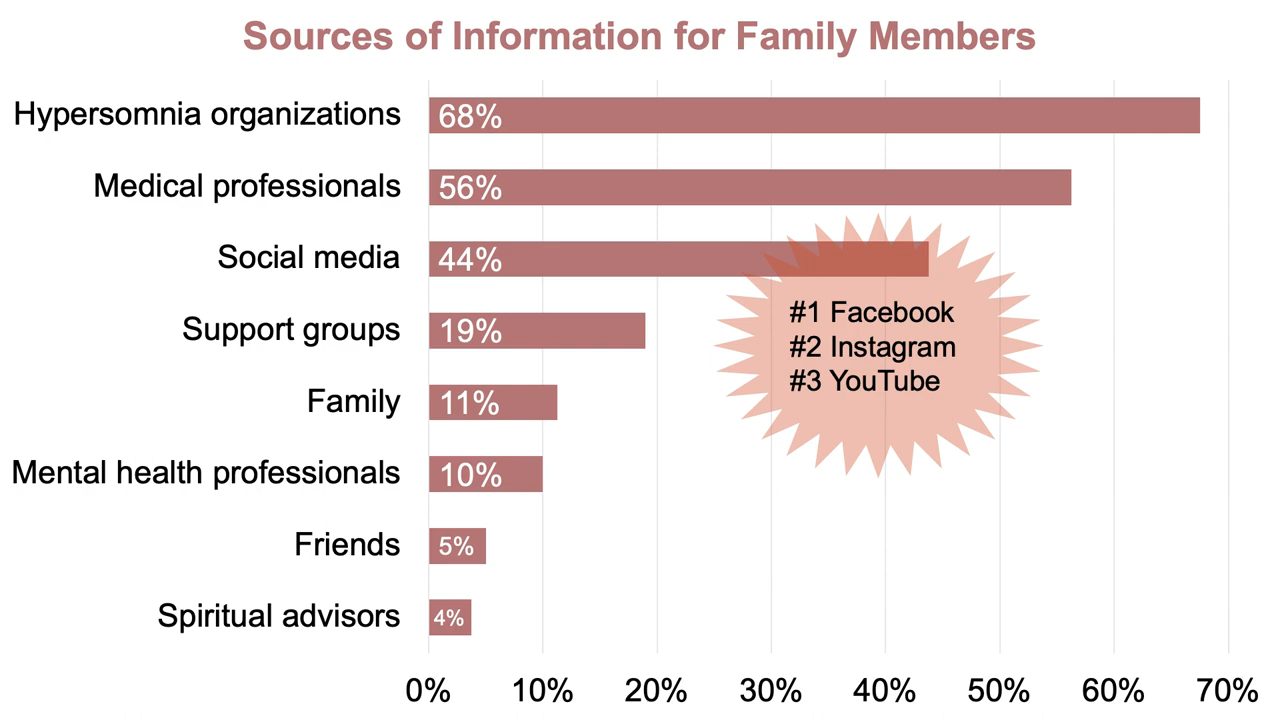 Sources of Information for Family Members
Hypersomnia organizations 68%
Medical professionals 56%
Social media 44%
#1 Facebook
#2 Instagram
#3 YouTube
Support groups 19%
Family 11%
Mental health professionals 10%
Friends 5%
Spiritual advisors 4%
0% 10% 20% 30% 40% 50% 60% 70%